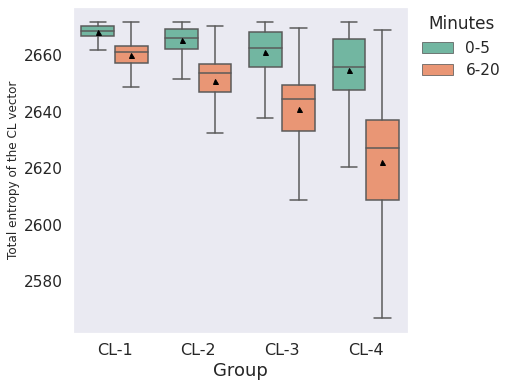 Minutes
0-5
6-20
Total entropy of the CL vector
2660
2640
2620
2600
2580
CL-1
CL-2
CL-3
CL-4
Group